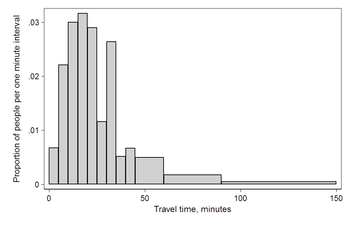 Proportion of people per one minute interval
.03
.02
.01
0
0 50 100 150
Travel time, minutes